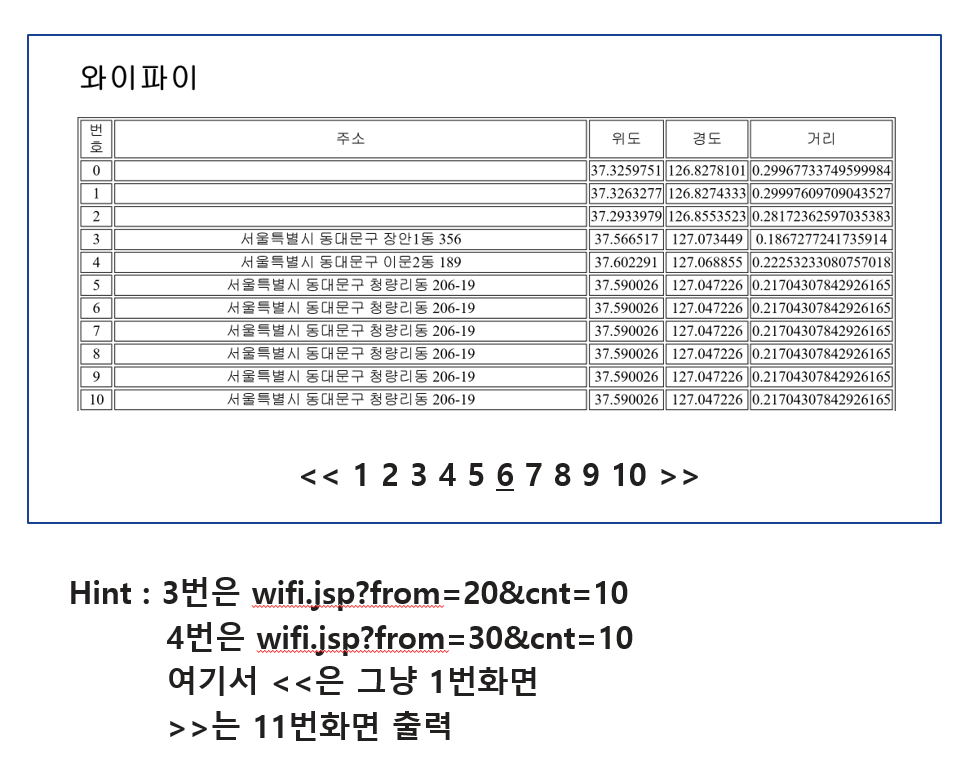 와이파이
번호 주소 위도 경도 거리
0 37.3259751 126.8278101 0.29967733749599984
1 37.3263277 126.8274333 0.29997609709043527
2 37.2933979 126.8553523 0.28172362597035383
3 서울특별시 동대문구 장안1동 356 37.566517 127.073449 0.1867277241735914
4 서울특별시 동대문구 이문2동 189 37.602291 127.068855 0.22253233080757018
5 서울특별시 동대문구 청량리동 206-19 37.590026 127.047226 0.21704307842926165
6 서울특별시 동대문구 청량리동 206-19 37.590026 127.047226 0.21704307842926165
7 서울특별시 동대문구 청량리동 206-19 37.590026 127.047226 0.21704307842926165
8 서울특별시 동대문구 청량리동 206-19 37.590026 127.047226 0.21704307842926165
9 서울특별시 동대문구 청량리동 206-19 37.590026 127.047226 0.21704307842926165
10 서울특별시 동대문구 청량리동 206-19 37.590026 127.047226 0.21704307842926165
<< 1 2 3 4 5 6 7 8 9 10 >>
Hint : 3번은 wifi.jsp?from=20&cnt=10
4번은 wifi.jsp?from=30&cnt=10
여기서 <<은 그냥 1번화면
>>는 11번화면 출력